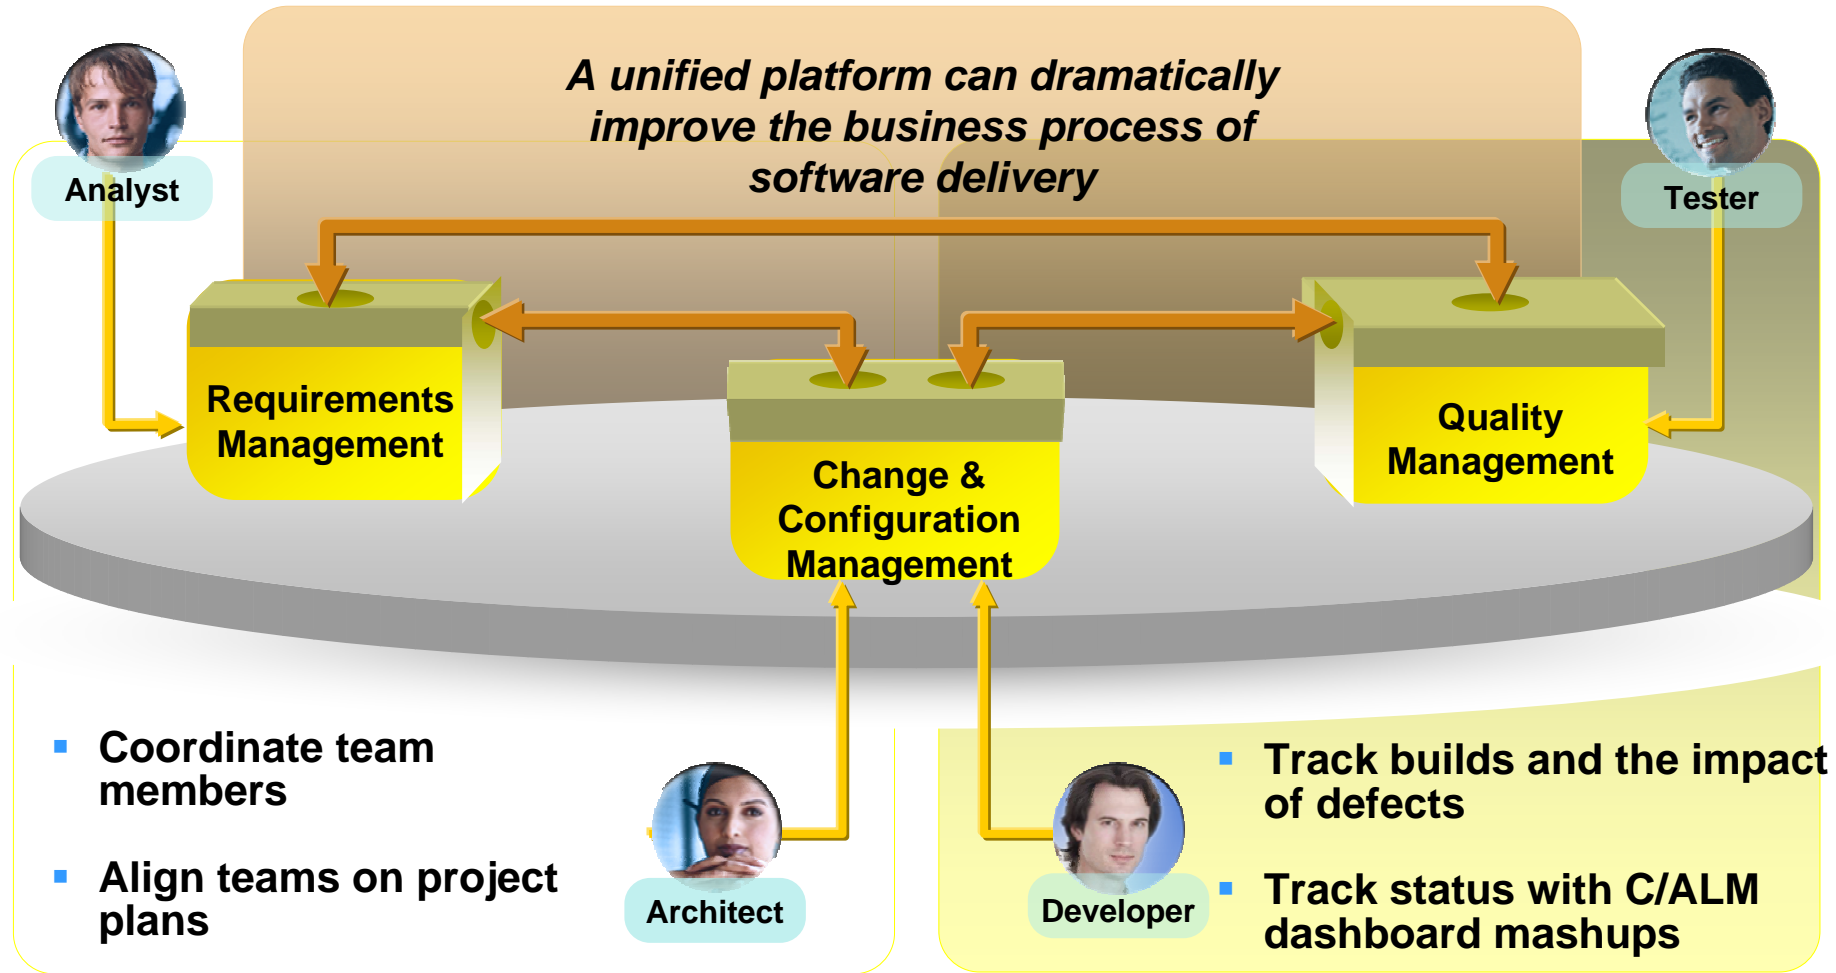 A unified platform can dramatically
improve the business process of
software delivery
Analyst
Tester
Requirements
Management
Quality
Management
Change &
Configuration
Management
Coordinate team
members
Align teams on project
plans
Architect
Developer
Track builds and the impact
of defects
Track status with C/ALM
dashboard mashups